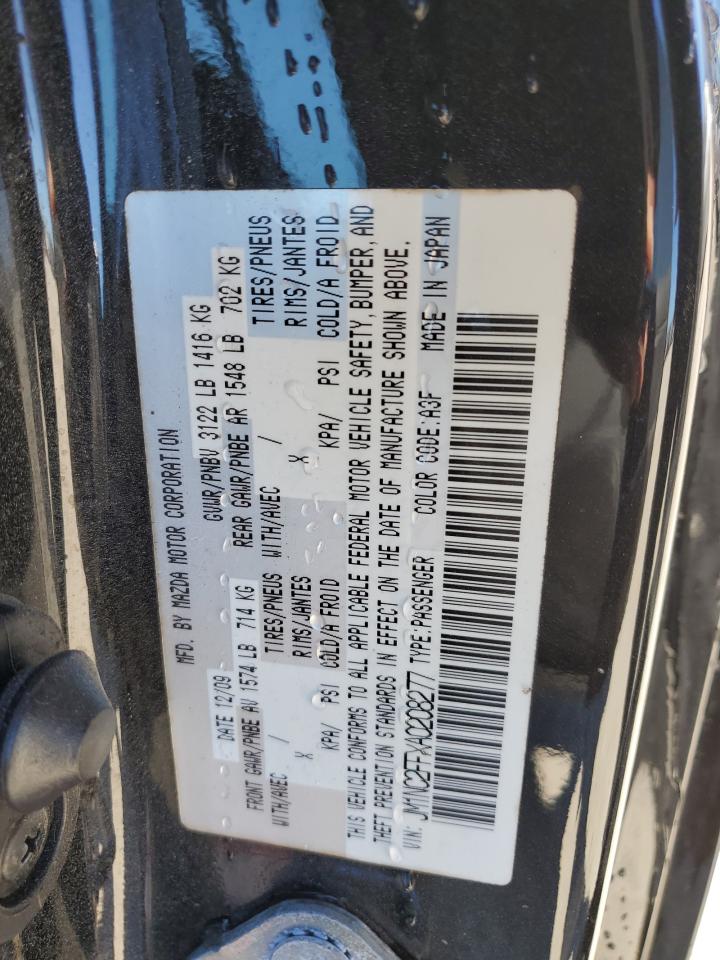 MFD. BY MAZDA MOTOR CORPORATION
DATE 12/09 GVWR/PNBV 3122 LB 1416 KG
FRONT GAWR/PNBE AV 1574 LB 714 KG REAR GAWR/PNBE AR 1548 LB 702 KG
WITH/AVEC / TIRES/PNEUS WITH/AVEC / TIRES/PNEUS
X RIMS/JANTES X RIMS/JANTES
KPA/ PSI COLD/A FROID KPA/ PSI COLD/A FROID
THIS VEHICLE CONFORMS TO ALL APPLICABLE FEDERAL MOTOR VEHICLE SAFETY, BUMPER, AND
THEFT PREVENTION STANDARDS IN EFFECT ON THE DATE OF MANUFACTURE SHOWN ABOVE.
VIN: JM1NC2FFXA0208277 TYPE:PASSENGER COLOR CODE:A3F MADE IN JAPAN